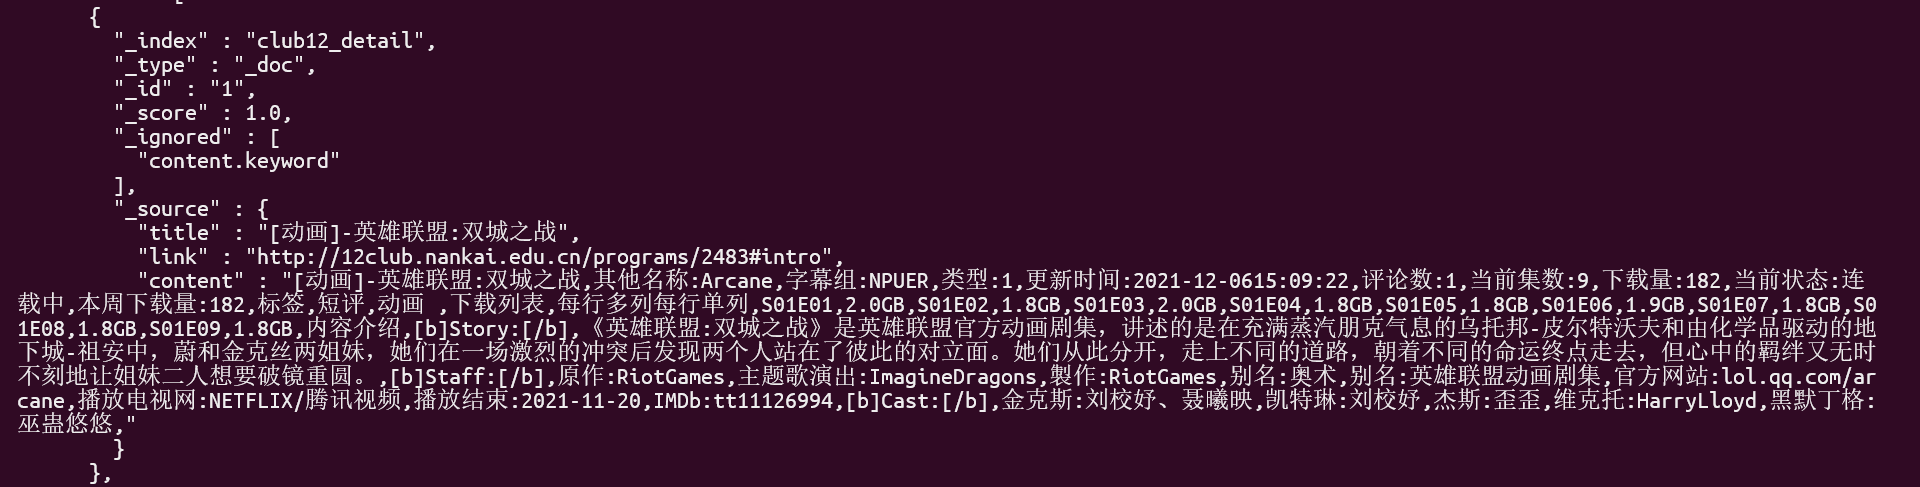 [
{
"_index" : "club12_detail",
"_type" : "_doc",
"_id" : "1",
"_score" : 1.0,
"_ignored" : [
"content.keyword"
],
"_source" : {
"title" : "[动画]-英雄联盟:双城之战",
"link" : "http://12club.nankai.edu.cn/programs/2483#intro",
"content" : "[动画]-英雄联盟:双城之战,其他名称:Arcane,字幕组:NPUER,类型:1,更新时间:2021-12-0615:09:22,评论数:1,当前集数:9,下载量:182,当前状态:连
载中,本周下载量:182,标签,短评,动画 ,下载列表,每行多列每行单列,S01E01,2.0GB,S01E02,1.8GB,S01E03,2.0GB,S01E04,1.8GB,S01E05,1.8GB,S01E06,1.9GB,S01E07,1.8GB,S0
1E08,1.8GB,S01E09,1.8GB,内容介绍,[b]Story:[/b],《英雄联盟:双城之战》是英雄联盟官方动画剧集，讲述的是在充满蒸汽朋克气息的乌托邦-皮尔特沃夫和由化学品驱动的地
下城-祖安中，蔚和金克丝两姐妹，她们在一场激烈的冲突后发现两个人站在了彼此的对立面。她们从此分开，走上不同的道路，朝着不同的命运终点走去，但心中的羁绊又无时
不刻地让姐妹二人想要破镜重圆。,[b]Staff:[/b],原作:RiotGames,主题歌演出:ImagineDragons,製作:RiotGames,别名:奥术,别名:英雄联盟动画剧集,官方网站:lol.qq.com/ar
cane,播放电视网:NETFLIX/腾讯视频,播放结束:2021-11-20,IMDb:tt11126994,[b]Cast:[/b],金克斯:刘校妤、聂曦映,凯特琳:刘校妤,杰斯:歪歪,维克托:HarryLloyd,黑默丁格:
巫蛊悠悠,"
}
},